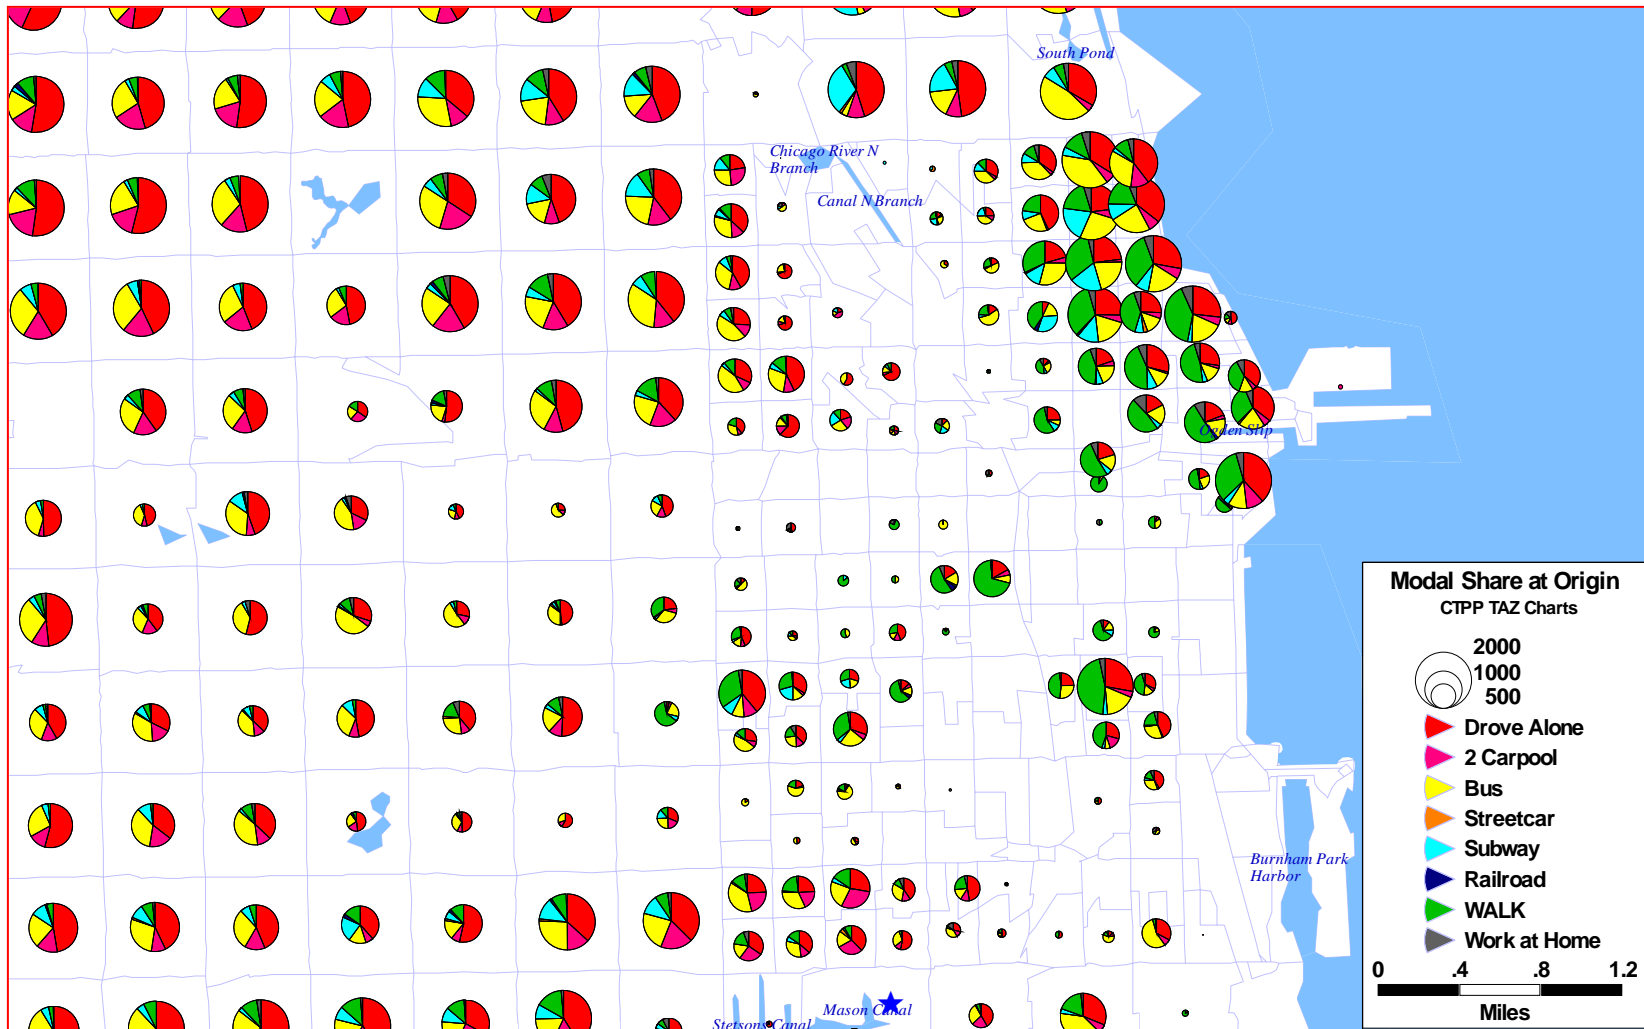 South Pond
Chicago River N
Branch
Canal N Branch
Ogden Slip
Burnham Park
Harbor
Mason Canal
Stetsons Canal
Modal Share at Origin
CTPP TAZ Charts
2000
1000
500
Drove Alone
2 Carpool
Bus
Streetcar
Subway
Railroad
WALK
Work at Home
0 .4 .8 1.2
Miles